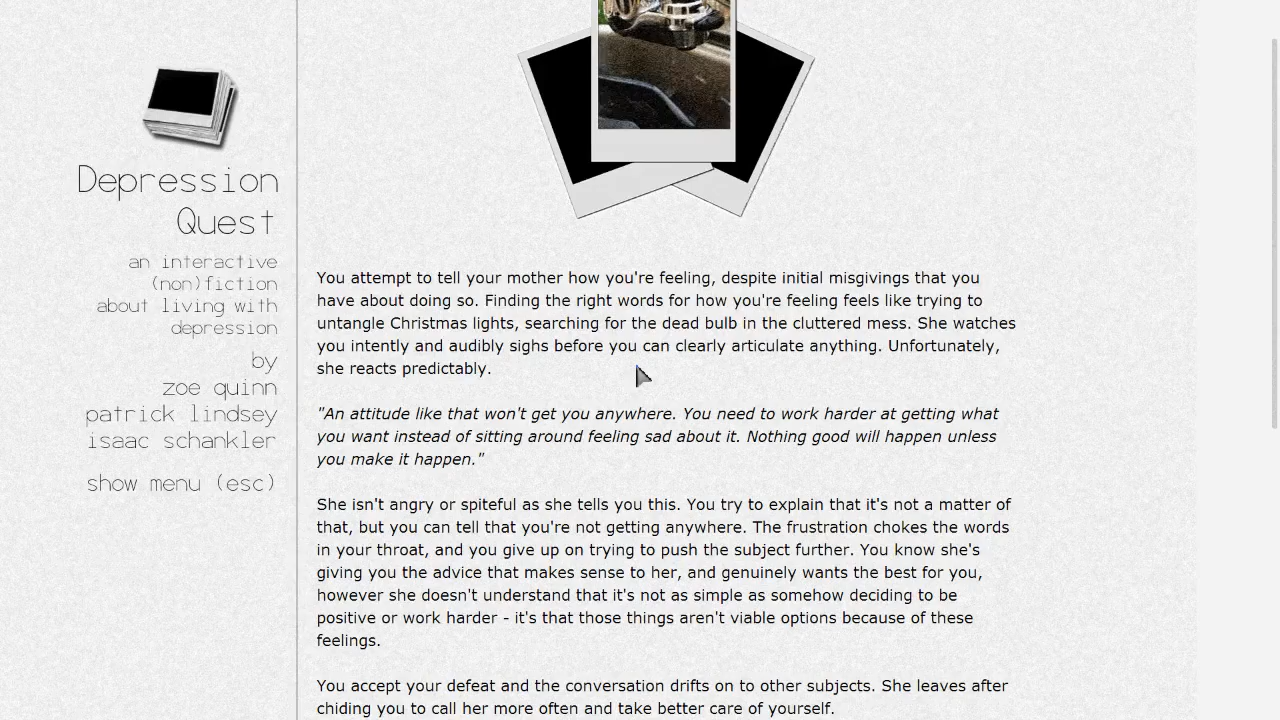 Depression
Quest
an interactive
(non)fiction
about living with
depression
by
zoe quinn
patrick lindsey
isaac schankler
show menu (esc)
You attempt to tell your mother how you're feeling, despite initial misgivings that you
have about doing so. Finding the right words for how you're feeling feels like trying to
untangle Christmas lights, searching for the dead bulb in the cluttered mess. She watches
you intently and audibly sighs before you can clearly articulate anything. Unfortunately,
she reacts predictably.
"An attitude like that won't get you anywhere. You need to work harder at getting what
you want instead of sitting around feeling sad about it. Nothing good will happen unless
you make it happen."
She isn't angry or spiteful as she tells you this. You try to explain that it's not a matter of
that, but you can tell that you're not getting anywhere. The frustration chokes the words
in your throat, and you give up on trying to push the subject further. You know she's
giving you the advice that makes sense to her, and genuinely wants the best for you,
however she doesn't understand that it's not as simple as somehow deciding to be
positive or work harder - it's that those things aren't viable options because of these
feelings.
You accept your defeat and the conversation drifts on to other subjects. She leaves after
chiding you to call her more often and take better care of yourself.